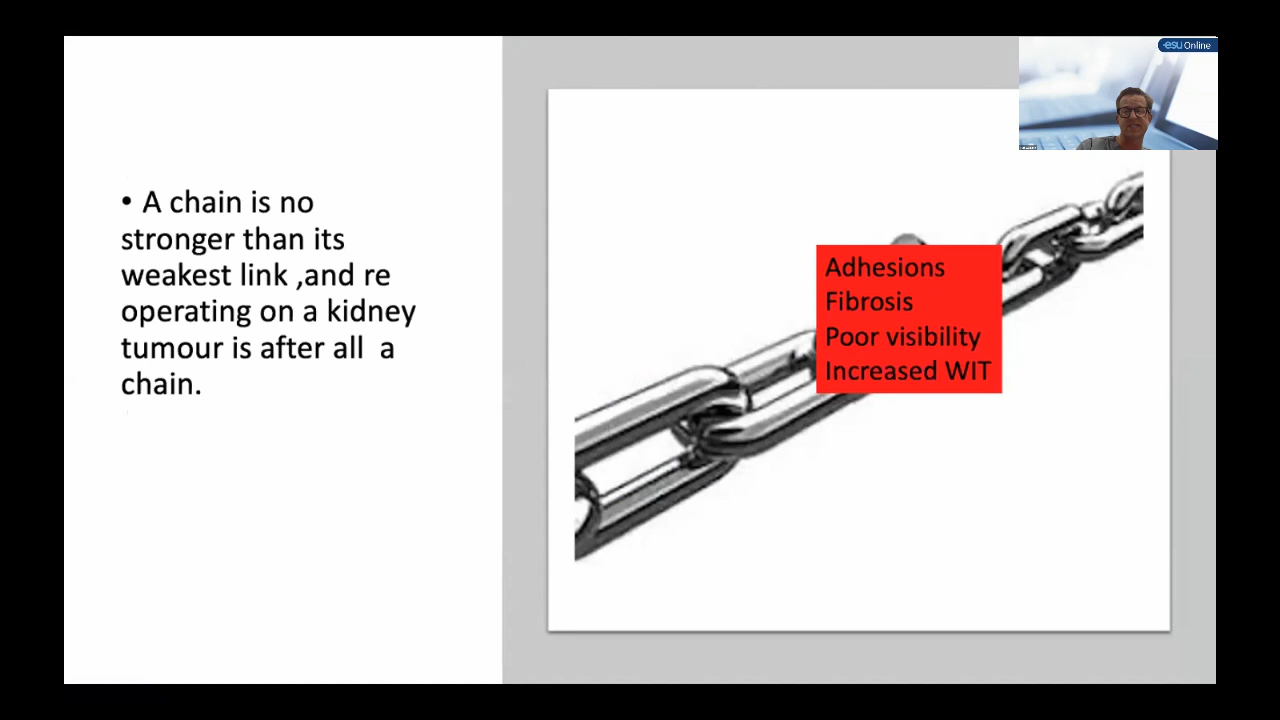 • A chain is no
stronger than its
weakest link ,and re
operating on a kidney
tumour is after all  a
chain.
Adhesions
Fibrosis
Poor visibility
Increased WIT
esu Online